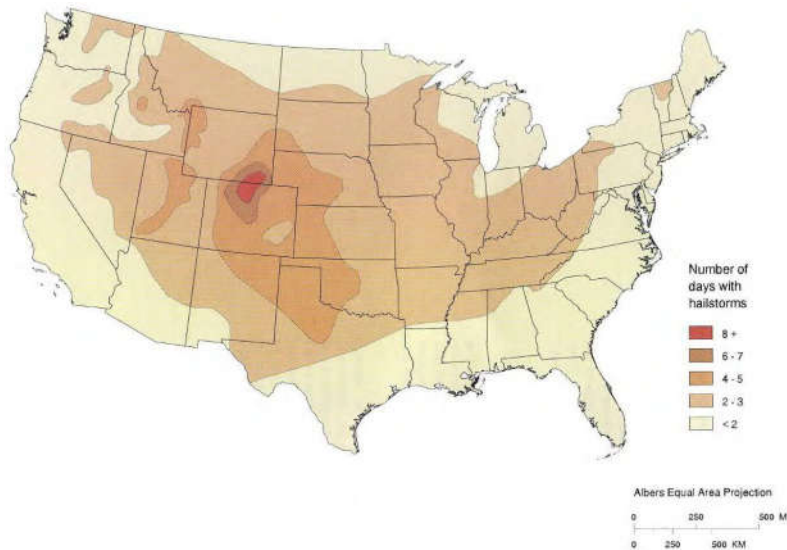 Number of
days with
hailstorms
8 +
6 - 7
4 - 5
2 - 3
< 2
Albers Equal Area Projection
0 250 500 M
0 250 500 KM